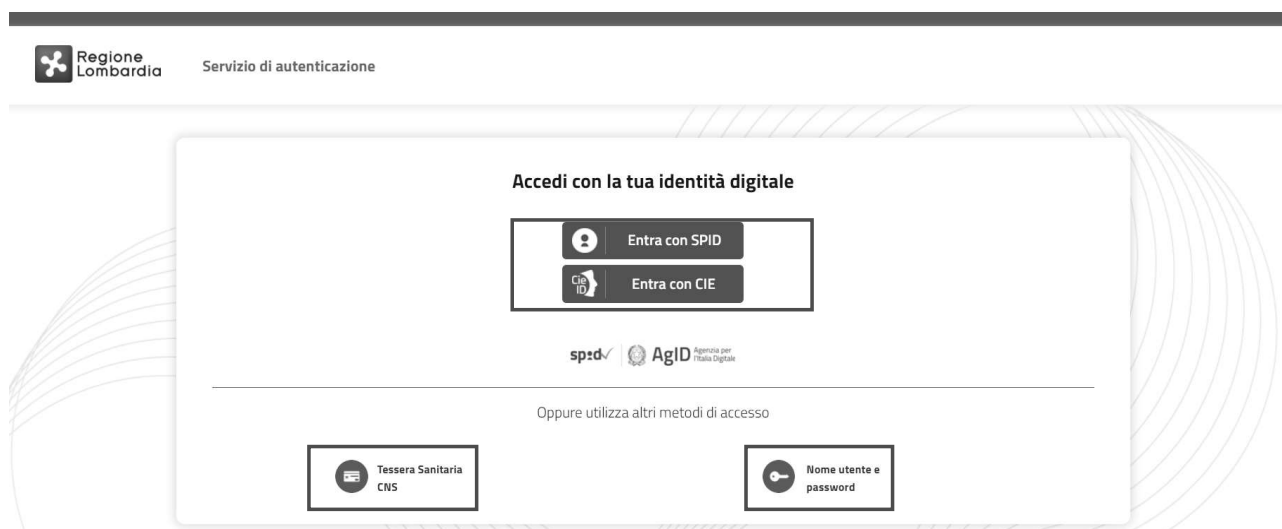 Regione
Lombardia
Servizio di autenticazione
Accedi con la tua identità digitale
Entra con SPID
Cie
ID
Entra con CIE
sp:d
AgID
Agenzia per
l'Italia Digitale
Oppure utilizza altri metodi di accesso
Tessera Sanitaria
CNS
Nome utente e
password